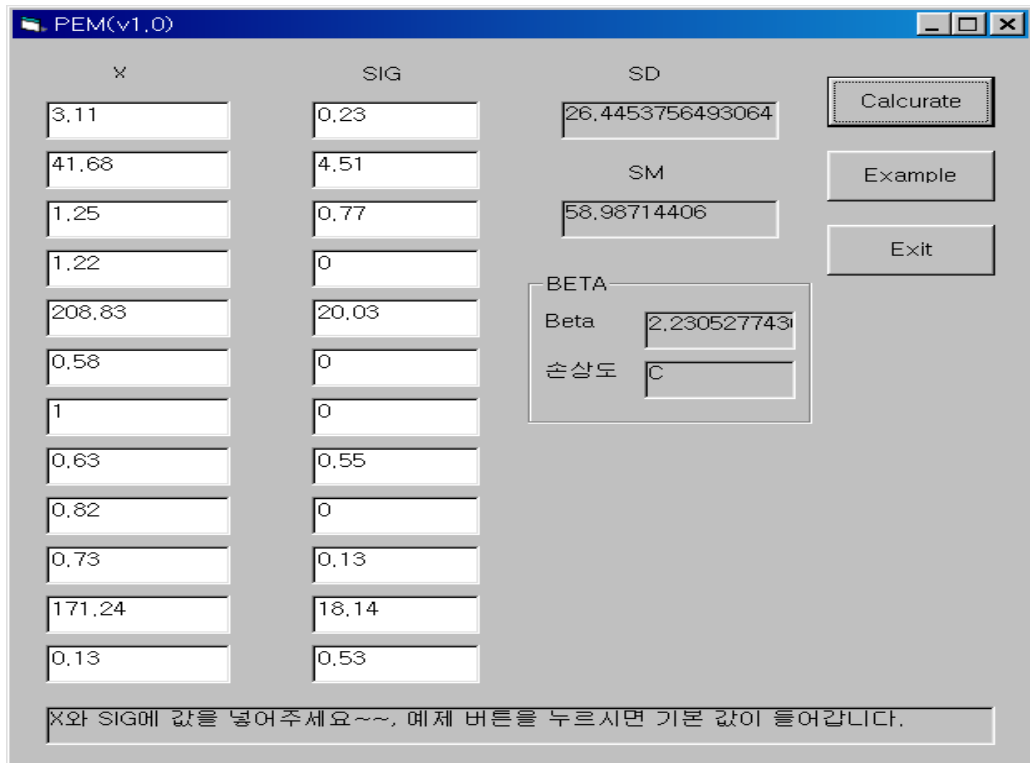 PEM(v1,0)
X SIG SD
3,11 0,23 26,4453756493064 Calcurate
41,68 4,51 SM Example
1,25 0,77 58,98714406
1,22 0 Exit
BETA
208,83 20,03 Beta 2,230527743
0,58 0 손상도 C
1 0
0,63 0,55
0,82 0
0,73 0,13
171,24 18,14
0,13 0,53
X와 SIG에 값을 넣어주세요~~, 예제 버튼을 누르시면 기본 값이 들어갑니다.